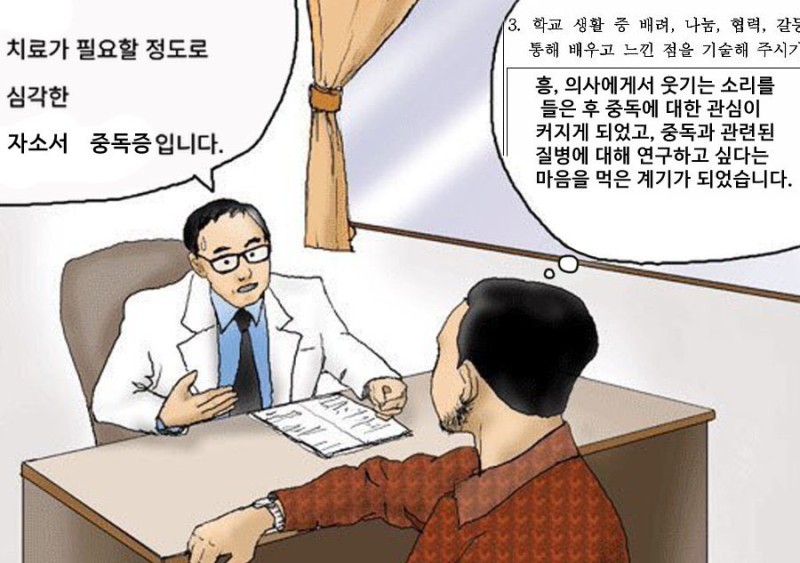 치료가 필요할 정도로
심각한
자소서 중독증입니다.
3. 학교 생활 중 배려, 나눔, 협력, 갈등
통해 배우고 느낀 점을 기술해 주시기
흥, 의사에게서 웃기는 소리를
들은 후 중독에 대한 관심이
커지게 되었고, 중독과 관련된
질병에 대해 연구하고 싶다는
마음을 먹은 계기가 되었습니다.